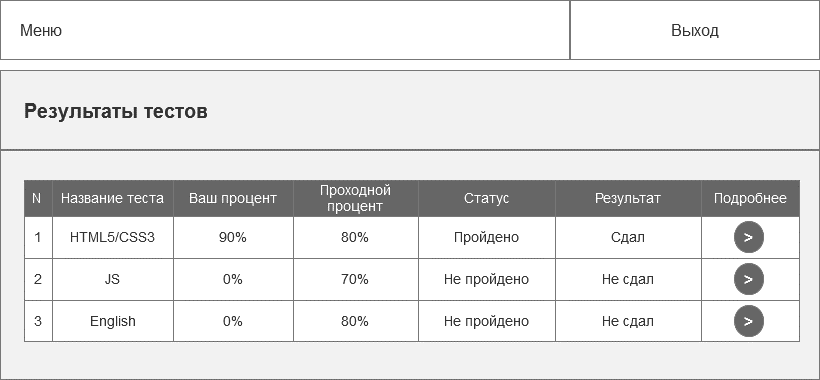 Меню
Выход
Результаты тестов
N Название теста Ваш процент Проходной процент Статус Результат Подробнее
1 HTML5/CSS3 90% 80% Пройдено Сдал >
2 JS 0% 70% Не пройдено Не сдал >
3 English 0% 80% Не пройдено Не сдал >